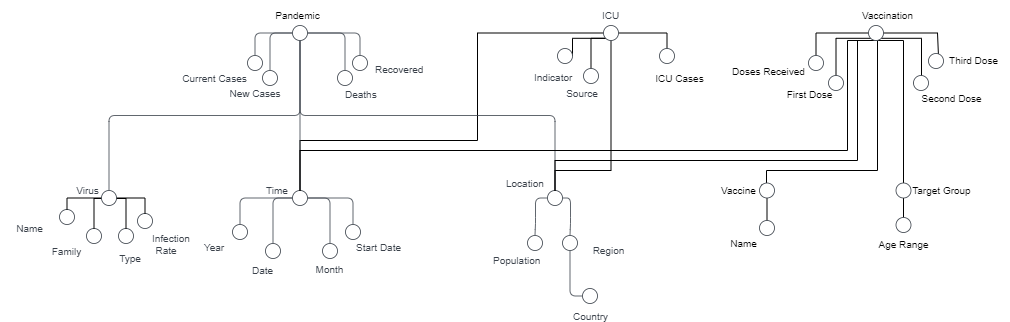 Pandemic
ICU
Vaccination
Current Cases
New Cases
Deaths
Recovered
Indicator
Source
ICU Cases
Doses Received
First Dose
Third Dose
Second Dose
Virus
Time
Location
Vaccine
Target Group
Name
Family
Type
Infection
Rate
Year
Date
Month
Start Date
Population
Region
Country
Name
Age Range